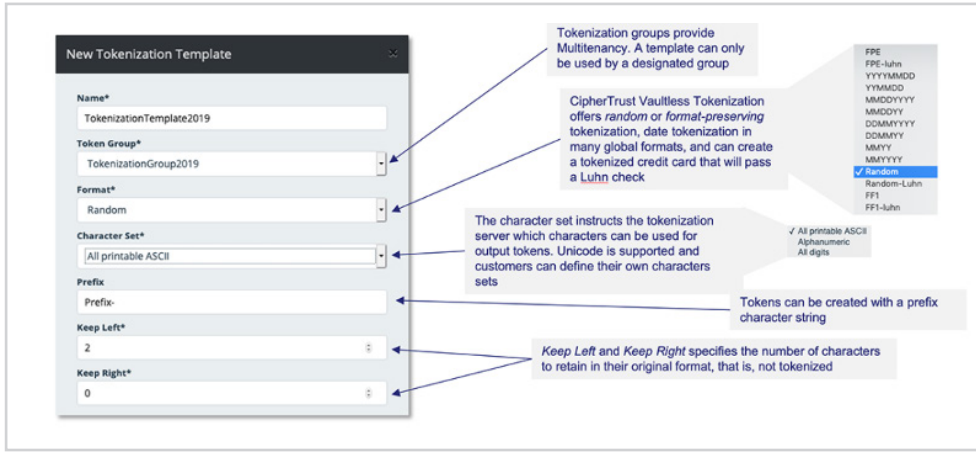 New Tokenization Template
×
Name*
TokenizationTemplate2019
Token Group*
TokenizationGroup2019
Format*
Random
Character Set*
All printable ASCII
Prefix
Prefix-
Keep Left*
2
Keep Right*
0
Tokenization groups provide
Multitenancy. A template can only
be used by a designated group
CipherTrust Vaultless Tokenization
offers random or format-preserving
tokenization, date tokenization in
many global formats, and can create
a tokenized credit card that will pass
a Luhn check
FPE
FPE-luhn
YYYYMMDD
YYMMDD
MMDDYYYY
MMDDYY
DDMMYYYY
DDMMYY
MMYY
MMYYYY
✓ Random
Random-Luhn
FF1
FF1-luhn
The character set instructs the tokenization
server which characters can be used for
output tokens. Unicode is supported and
customers can define their own characters
sets
✓ All printable ASCII
Alphanumeric
All digits
Tokens can be created with a prefix
character string
Keep Left and Keep Right specifies the number of characters
to retain in their original format, that is, not tokenized